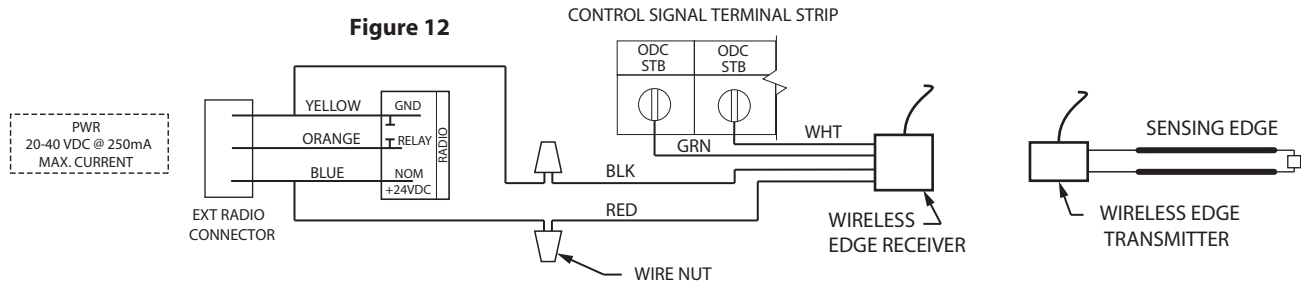 Figure 12
CONTROL SIGNAL TERMINAL STRIP
ODC
STB
ODC
STB
PWR
20-40 VDC @ 250mA
MAX. CURRENT
YELLOW
GND
ORANGE
RELAY
RADIO
BLUE
NOM
+24VDC
EXT RADIO
CONNECTOR
WHT
GRN
BLK
RED
WIRE NUT
WIRELESS
EDGE RECEIVER
SENSING EDGE
WIRELESS EDGE
TRANSMITTER